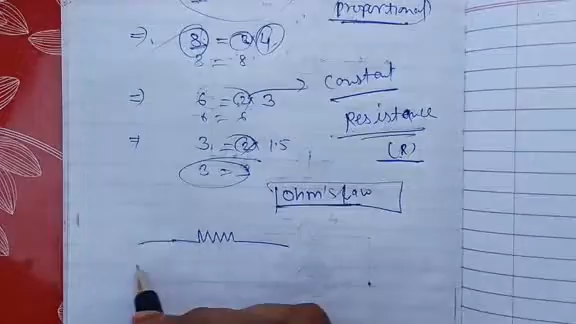 proportional
⇒. 8 = 2 4
8 = 8
⇒ 6 = 2 × 3 Constat
6 = 6
Resistance
⇒ 3 = 2 × 1.5
(R)
3 = 3
Ohm's law